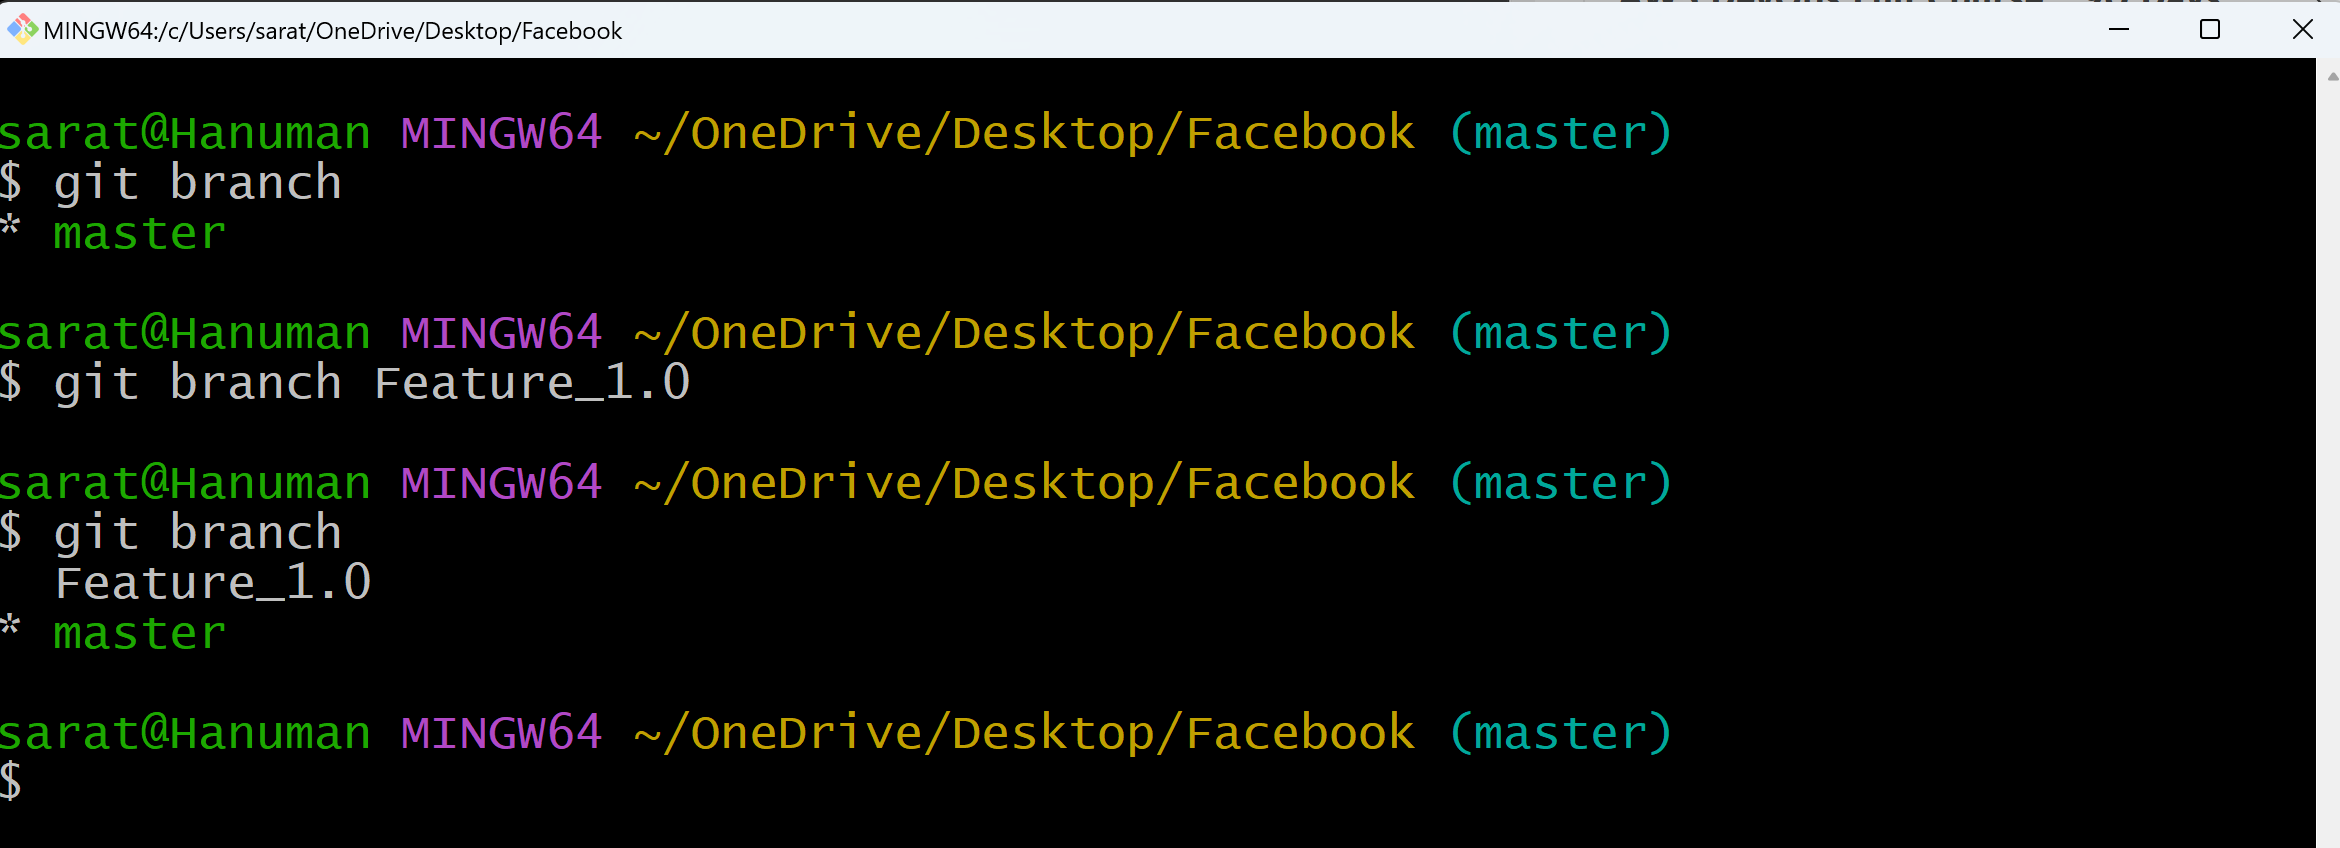 MINGW64:/c/Users/sarat/OneDrive/Desktop/Facebook
sarat@Hanuman MINGW64 ~/OneDrive/Desktop/Facebook (master)
$ git branch
* master
sarat@Hanuman MINGW64 ~/OneDrive/Desktop/Facebook (master)
$ git branch Feature_1.0
sarat@Hanuman MINGW64 ~/OneDrive/Desktop/Facebook (master)
$ git branch
  Feature_1.0
* master
sarat@Hanuman MINGW64 ~/OneDrive/Desktop/Facebook (master)
$